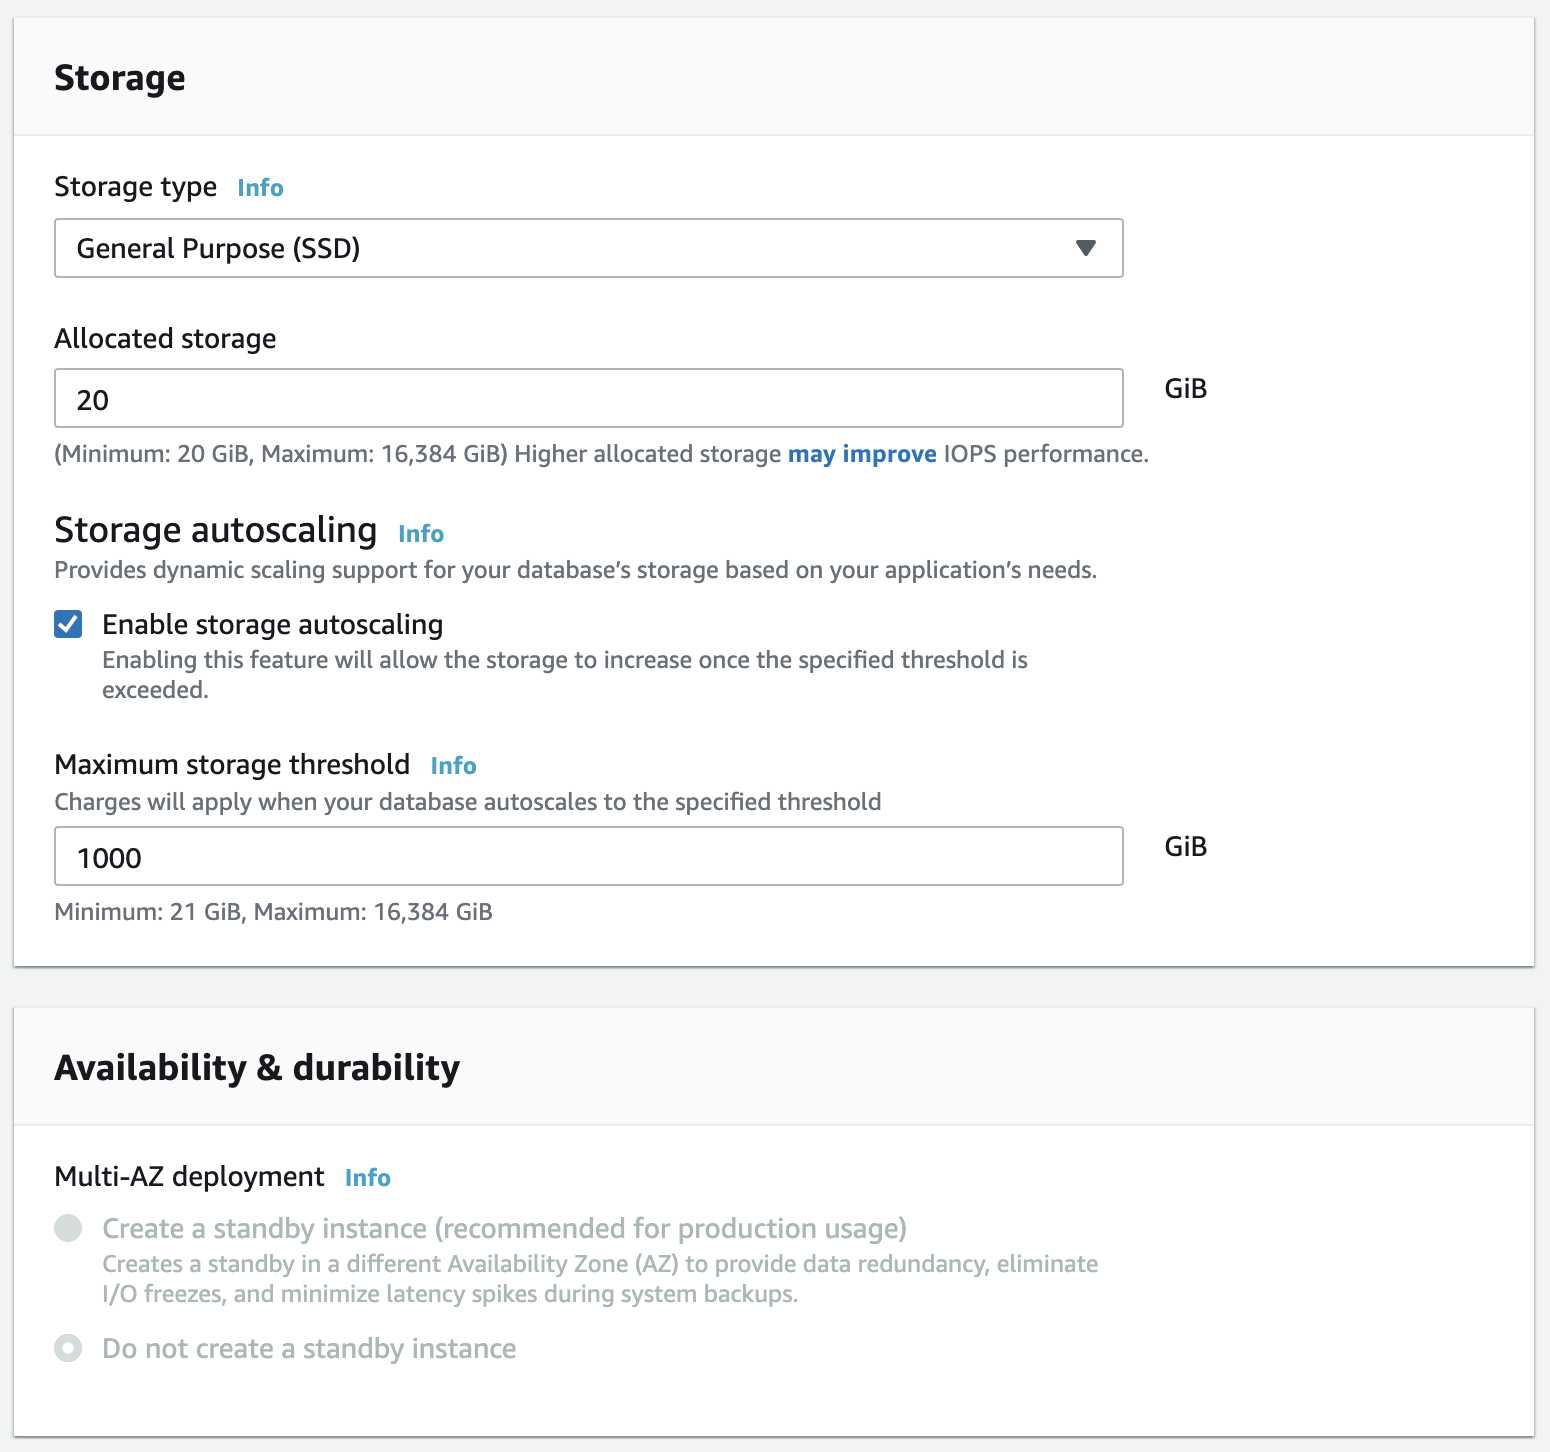 Storage
Storage type Info
General Purpose (SSD)
Allocated storage
20
GiB
(Minimum: 20 GiB, Maximum: 16,384 GiB) Higher allocated storage may improve IOPS performance.
Storage autoscaling Info
Provides dynamic scaling support for your database’s storage based on your application’s needs.
Enable storage autoscaling
Enabling this feature will allow the storage to increase once the specified threshold is
exceeded.
Maximum storage threshold Info
Charges will apply when your database autoscales to the specified threshold
1000
GiB
Minimum: 21 GiB, Maximum: 16,384 GiB
Availability & durability
Multi-AZ deployment Info
Create a standby instance (recommended for production usage)
Creates a standby in a different Availability Zone (AZ) to provide data redundancy, eliminate
I/O freezes, and minimize latency spikes during system backups.
Do not create a standby instance